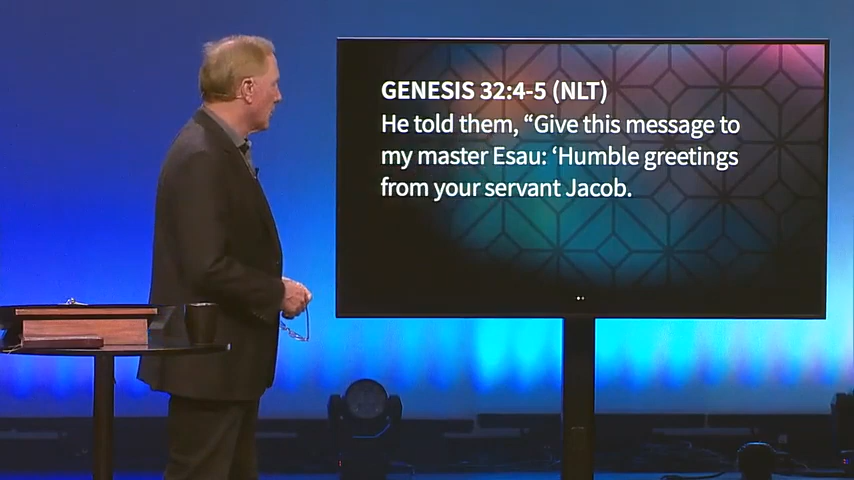 GENESIS 32:4-5 (NLT)
He told them, “Give this message to
my master Esau: ‘Humble greetings
from your servant Jacob.